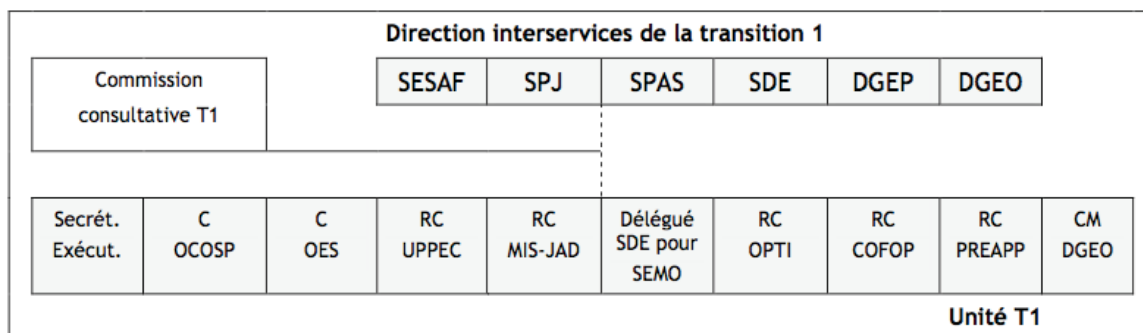 Direction interservices de la transition 1
Commission
consultative T1
SESAF SPJ SPAS SDE DGEP DGEO
Secrét. C C RC RC Délégué RC RC RC CM
Exécut. OCOSP OES UPPEC MIS-JAD SDE pour OPTI COFOP PREAPP DGEO
SEMO
Unité T1